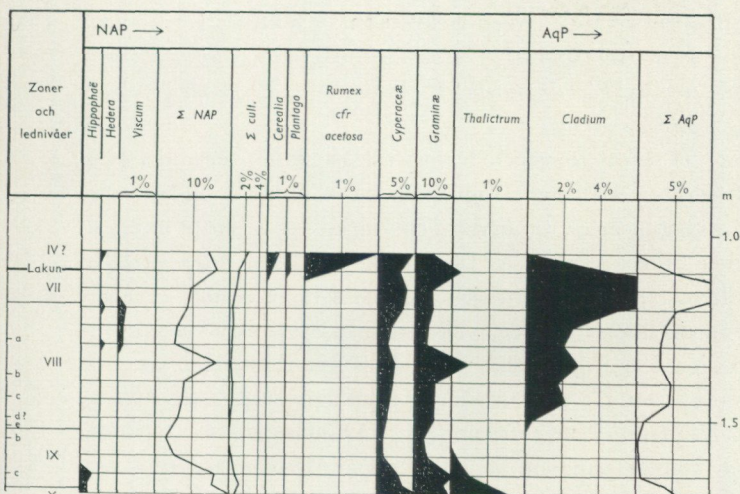 NAP →
AqP →
Zoner
och
lednivåer
Hippophaë
Hedera
Viscum
Σ NAP
Σ cult.
Cerealia
Plantago
Rumex
cfr
acetosa
Cyperaceæ
Graminæ
Thalictrum
Cladium
Σ AqP
1%
10%
2%
4%
1%
1%
5%
10%
1%
2%
4%
5%
m
1.0
IV?
Lakun
VII
a
VIII
b
c
d?
e
1.5
b
IX
c
X